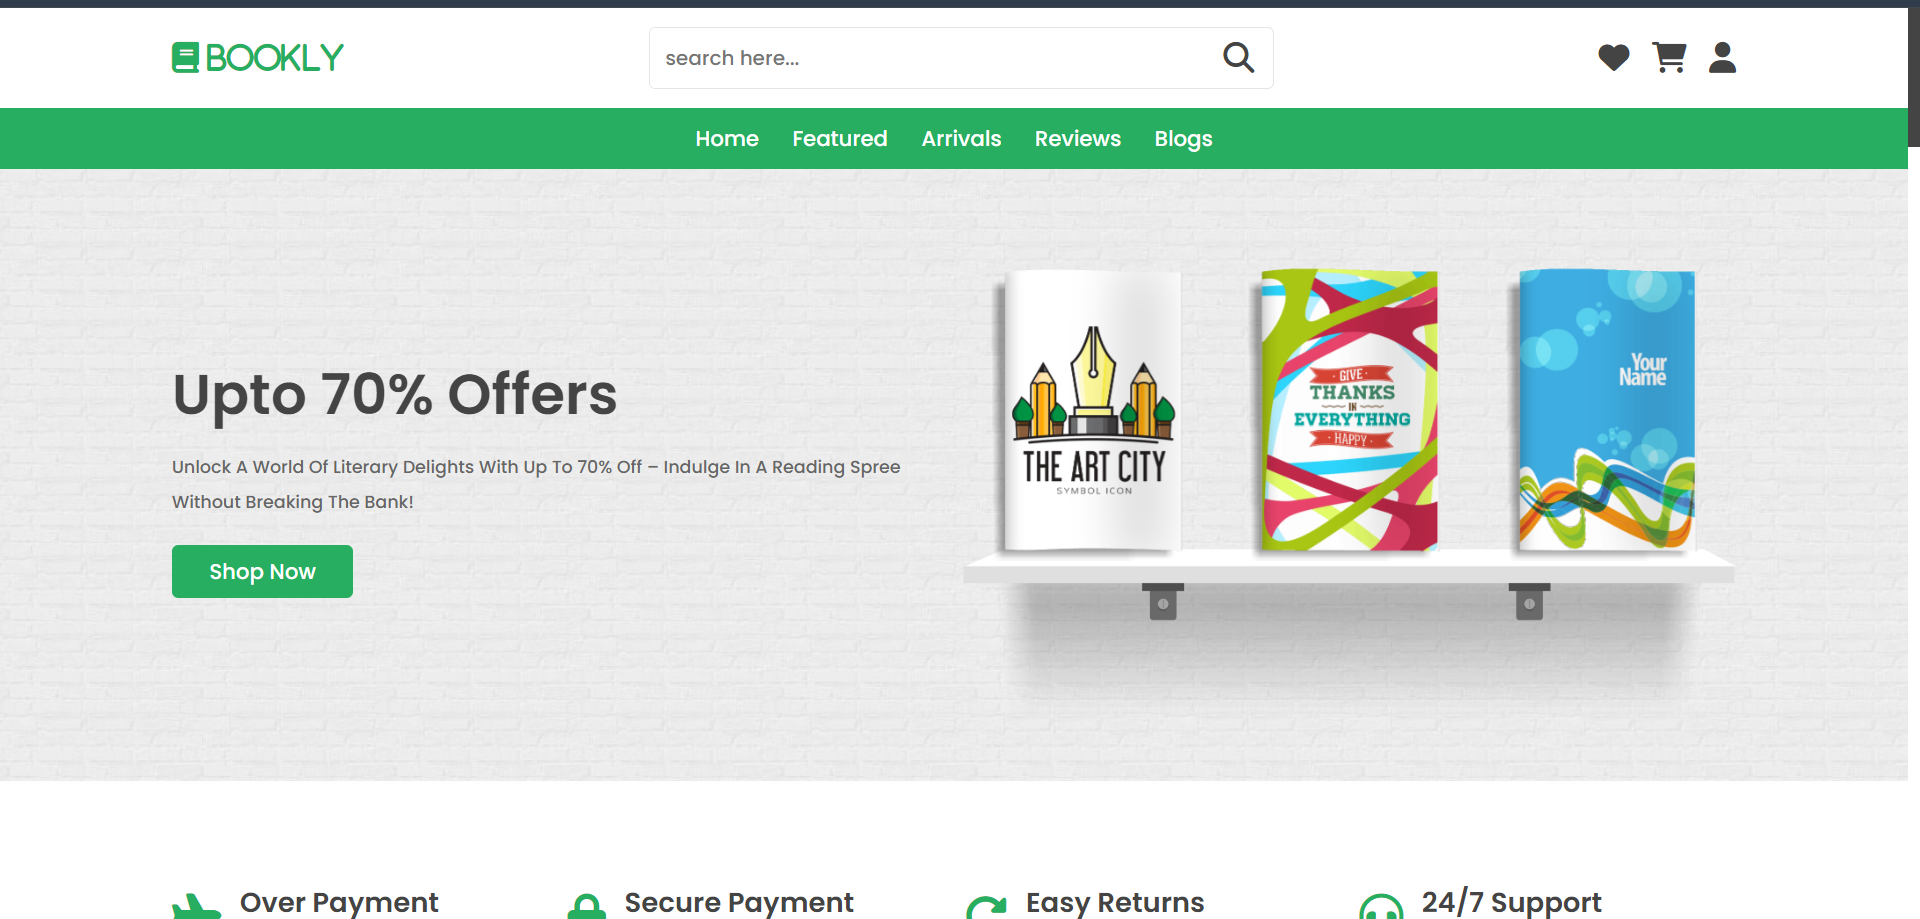 BOOKLY
search here...
Home Featured Arrivals Reviews Blogs
Upto 70% Offers
Unlock A World Of Literary Delights With Up To 70% Off – Indulge In A Reading Spree
Without Breaking The Bank!
Shop Now
THE ART CITY
SYMBOL ICON
GIVE
THANKS
IN
EVERYTHING
HAPPY
Your
Name
Over Payment
Secure Payment
Easy Returns
24/7 Support